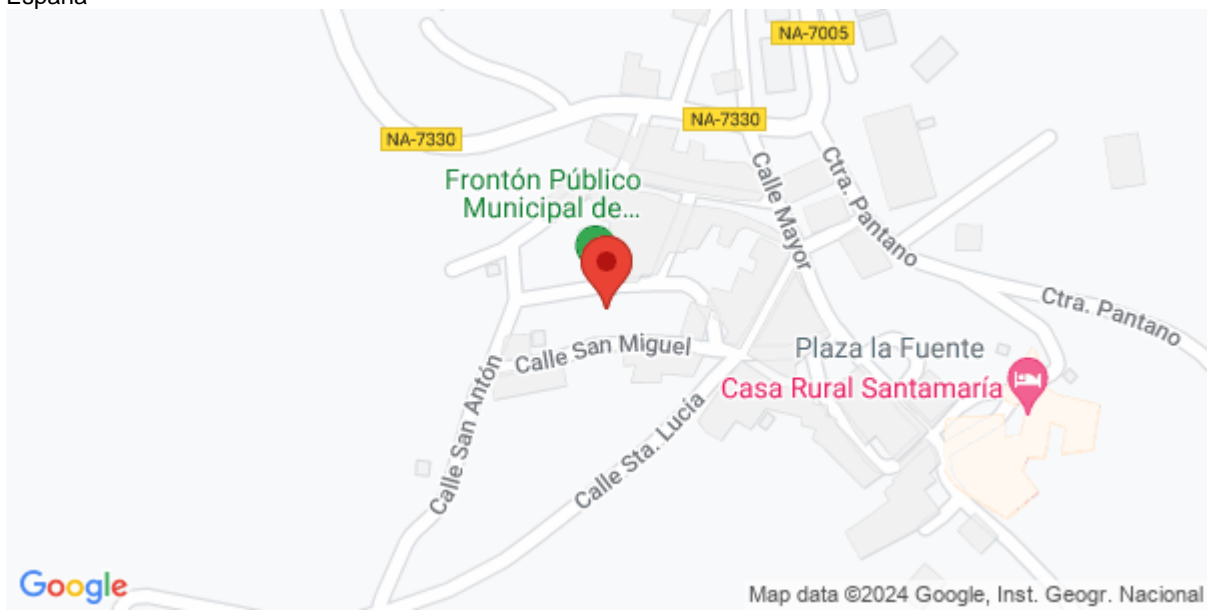 España
NA-7005
NA-7330
NA-7330
Frontón Público
Municipal de...
Calle Mayor
Ctra. Pantano
Ctra. Pantano
Calle San Miguel
Plaza la Fuente
Casa Rural Santamaría
Calle San Antón
Calle Sta. Lucía
Google
Map data ©2024 Google, Inst. Geogr. Nacional